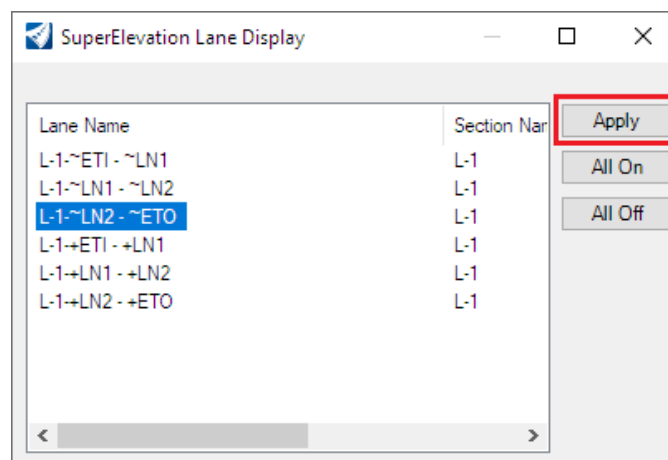 SuperElevation Lane Display
Lane Name Section Nar Apply
L-1-~ETI - ~LN1 L-1
L-1-~LN1 - ~LN2 L-1 All On
L-1-~LN2 - ~ETO L-1 All Off
L-1-+ETI - +LN1 L-1
L-1-+LN1 - +LN2 L-1
L-1-+LN2 - +ETO L-1